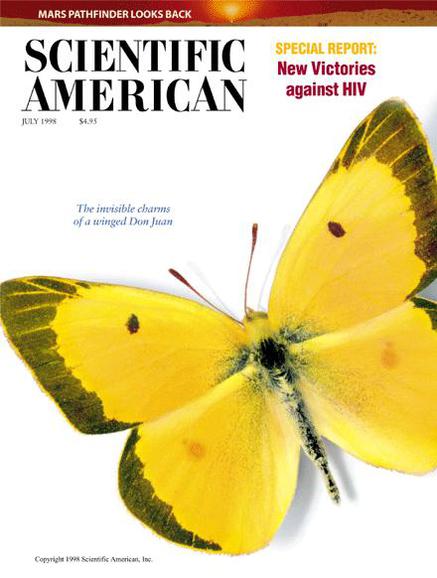 MARS PATHFINDER LOOKS BACK
SCIENTIFIC
AMERICAN
SPECIAL REPORT:
New Victories
against HIV
JULY 1998 $4.95
The invisible charms
of a winged Don Juan
Copyright 1998 Scientific American, Inc.